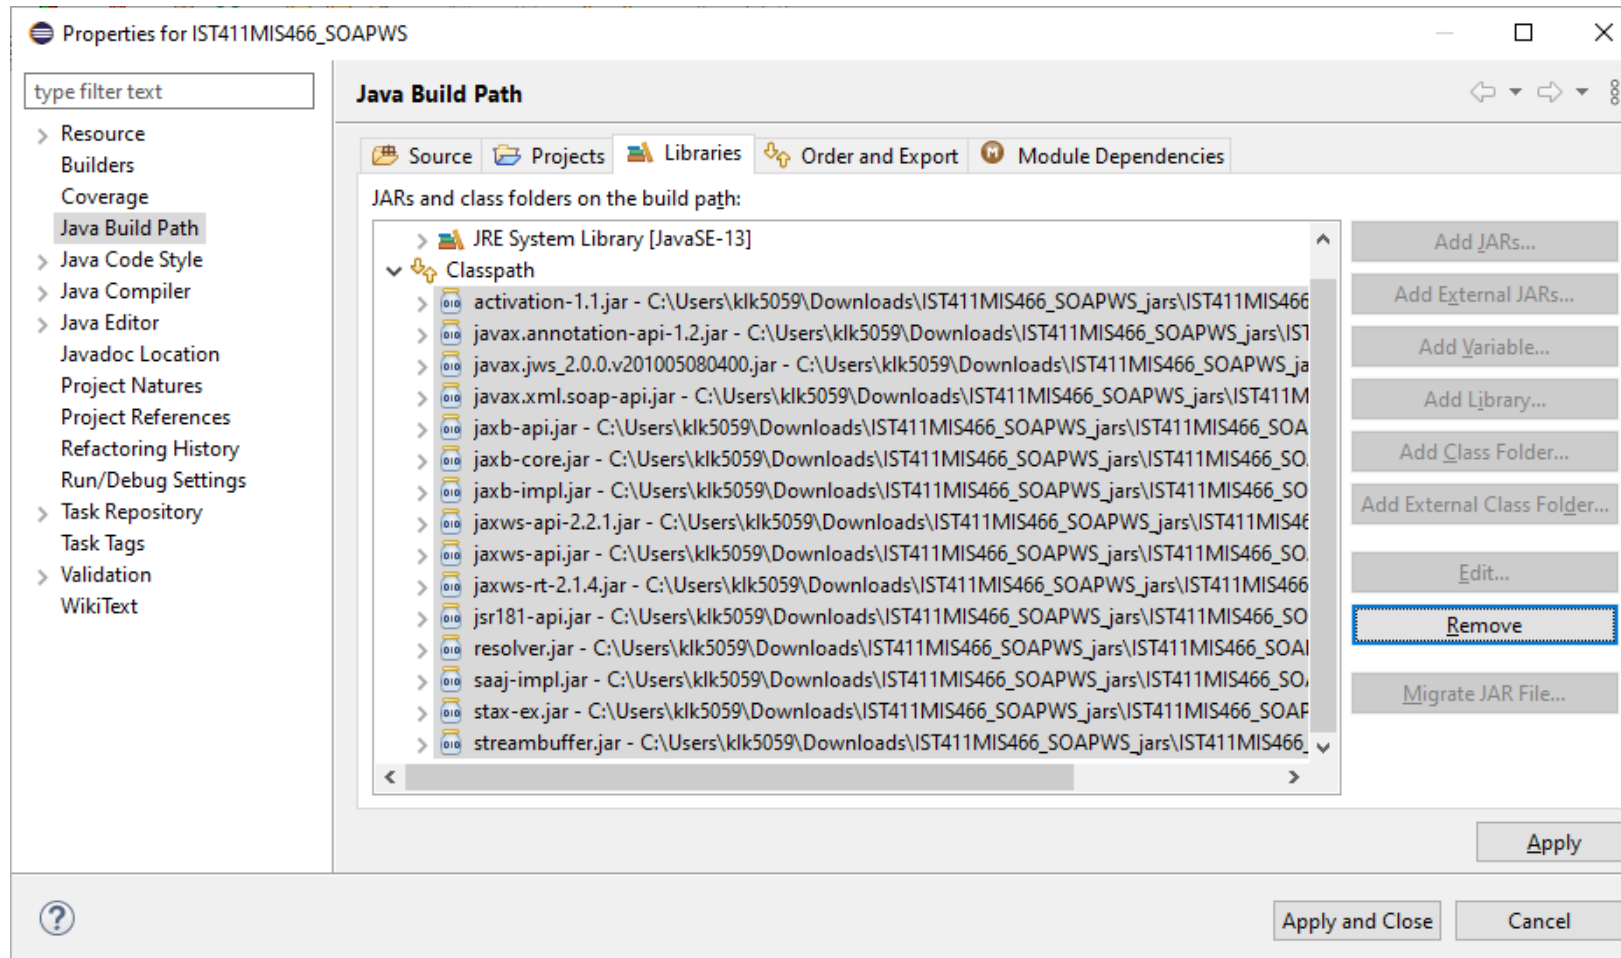 Properties for IST411MIS466_SOAPWS
type filter text
Resource
Builders
Coverage
Java Build Path
Java Code Style
Java Compiler
Java Editor
Javadoc Location
Project Natures
Project References
Refactoring History
Run/Debug Settings
Task Repository
Task Tags
Validation
WikiText
Java Build Path
Source Projects Libraries Order and Export Module Dependencies
JARs and class folders on the build path:
JRE System Library [JavaSE-13]
Classpath
activation-1.1.jar - C:\Users\klk5059\Downloads\IST411MIS466_SOAPWS_jars\IST411MIS466
javax.annotation-api-1.2.jar - C:\Users\klk5059\Downloads\IST411MIS466_SOAPWS_jars\IST
javax.jws_2.0.0.v201005080400.jar - C:\Users\klk5059\Downloads\IST411MIS466_SOAPWS_ja
javax.xml.soap-api.jar - C:\Users\klk5059\Downloads\IST411MIS466_SOAPWS_jars\IST411M
jaxb-api.jar - C:\Users\klk5059\Downloads\IST411MIS466_SOAPWS_jars\IST411MIS466_SOA
jaxb-core.jar - C:\Users\klk5059\Downloads\IST411MIS466_SOAPWS_jars\IST411MIS466_SO
jaxb-impl.jar - C:\Users\klk5059\Downloads\IST411MIS466_SOAPWS_jars\IST411MIS466_SO
jaxws-api-2.2.1.jar - C:\Users\klk5059\Downloads\IST411MIS466_SOAPWS_jars\IST411MIS46
jaxws-api.jar - C:\Users\klk5059\Downloads\IST411MIS466_SOAPWS_jars\IST411MIS466_SO
jaxws-rt-2.1.4.jar - C:\Users\klk5059\Downloads\IST411MIS466_SOAPWS_jars\IST411MIS466
jsr181-api.jar - C:\Users\klk5059\Downloads\IST411MIS466_SOAPWS_jars\IST411MIS466_SO
resolver.jar - C:\Users\klk5059\Downloads\IST411MIS466_SOAPWS_jars\IST411MIS466_SOA
saaj-impl.jar - C:\Users\klk5059\Downloads\IST411MIS466_SOAPWS_jars\IST411MIS466_SO
stax-ex.jar - C:\Users\klk5059\Downloads\IST411MIS466_SOAPWS_jars\IST411MIS466_SOAP
streambuffer.jar - C:\Users\klk5059\Downloads\IST411MIS466_SOAPWS_jars\IST411MIS466_
Add JARs...
Add External JARs...
Add Variable...
Add Library...
Add Class Folder...
Add External Class Folder...
Edit...
Remove
Migrate JAR File...
Apply
Apply and Close Cancel